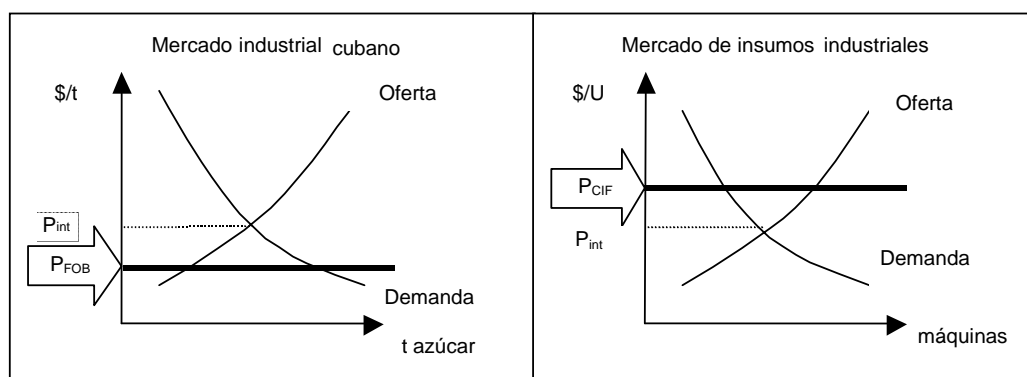 Mercado industrial cubano
$/t
Oferta
Pint
PFOB
Demanda
t azúcar
Mercado de insumos industriales
$/U
Oferta
PCIF
Pint
Demanda
máquinas